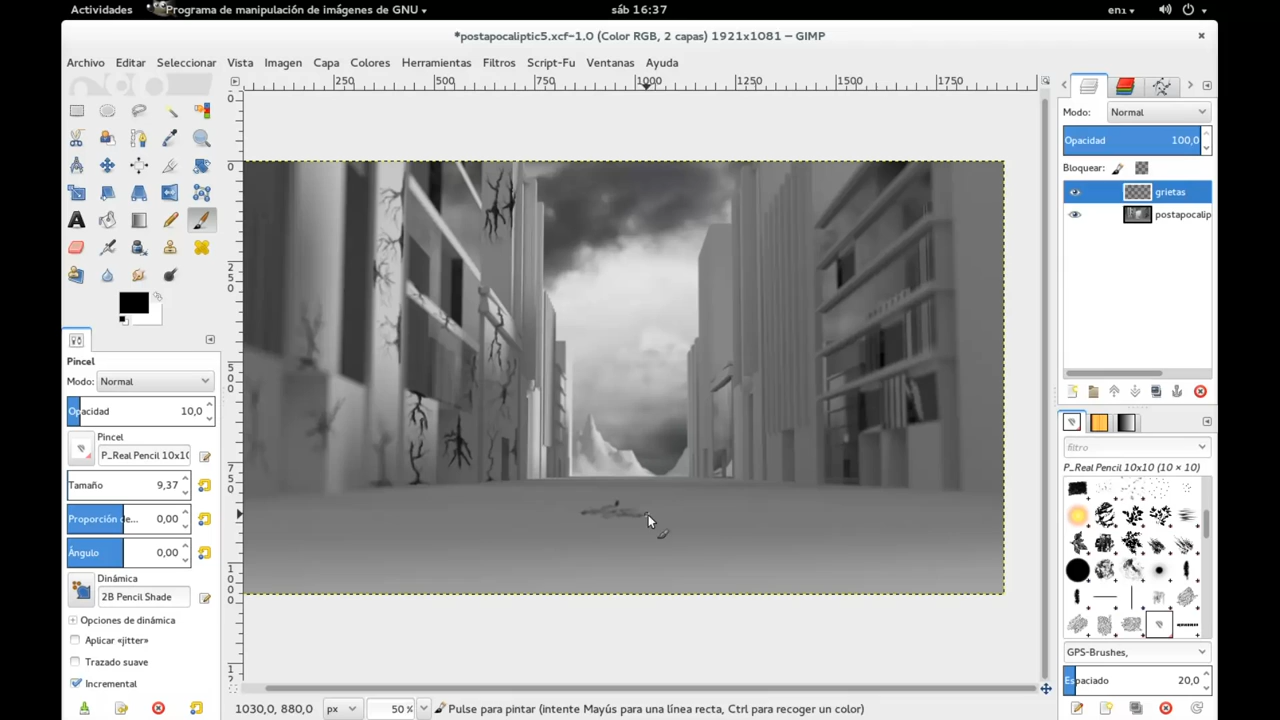 Actividades
Programa de manipulación de imágenes de GNU
sáb 16:37
en1
*postapocaliptic5.xcf-1.0 (Color RGB, 2 capas) 1921x1081 – GIMP
Archivo Editar Seleccionar Vista Imagen Capa Colores Herramientas Filtros Script-Fu Ventanas Ayuda
250 500 750 1000 1250 1500 1750
0
250
500
750
1000
Pincel
Modo: Normal
Opacidad 10,0
Pincel
P_Real Pencil 10x10
Tamaño 9,37
Proporción de... 0,00
Ángulo 0,00
Dinámica
2B Pencil Shade
Opciones de dinámica
Aplicar «jitter»
Trazado suave
Incremental
Modo: Normal
Opacidad 100,0
Bloquear:
grietas
postapocalip
filtro
P_Real Pencil 10x10 (10 × 10)
GPS-Brushes,
Espaciado 20,0
1030,0, 880,0 px 50 % Pulse para pintar (intente Mayús para una línea recta, Ctrl para recoger un color)